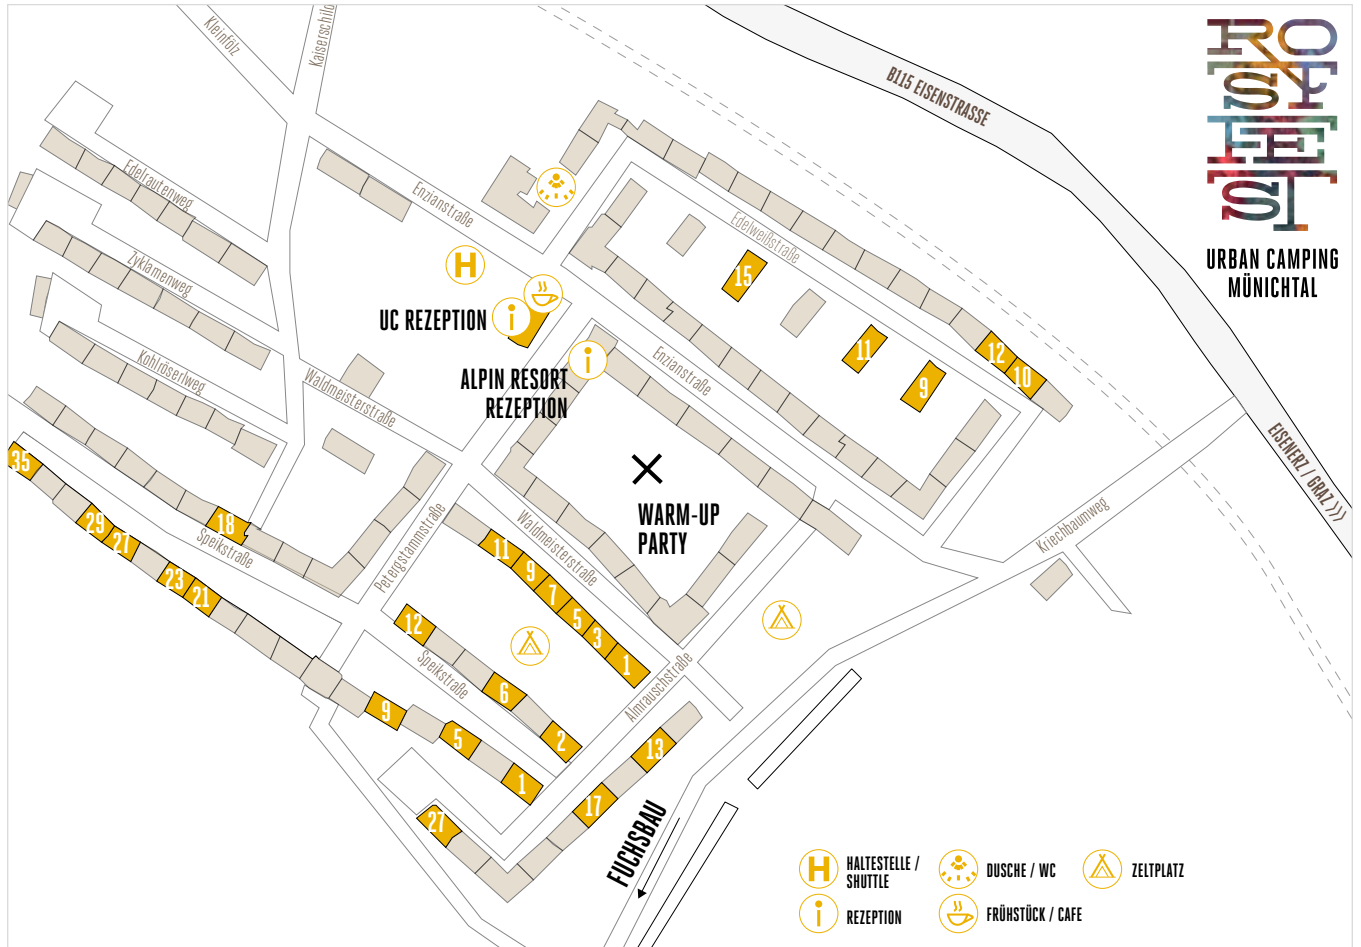 Kleinfölz
Kaiserschild
B115 EISENSTRASSE
ROSTFEST
URBAN CAMPING
MÜNICHTAL
Edelrautenweg
Enzianstraße
Edelweißstraße
Zyklamenweg
H
15
UC REZEPTION
i
i
ALPIN RESORT
REZEPTION
Enzianstraße
11
12
10
9
Kohlröserlweg
Waldmeisterstraße
EISENERZ / GRAZ >>>
35
29
27
18
23
21
Speikstraße
Petergstammstraße
WARM-UP
PARTY
Waldmeisterstraße
Kriechbaumweg
11
9
7
5
3
1
12
6
2
Speikstraße
Almrauschstraße
9
5
1
13
17
27
FUCHSBAU
H
HALTESTELLE /
SHUTTLE
DUSCHE / WC
ZELTPLATZ
i
REZEPTION
FRÜHSTÜCK / CAFE